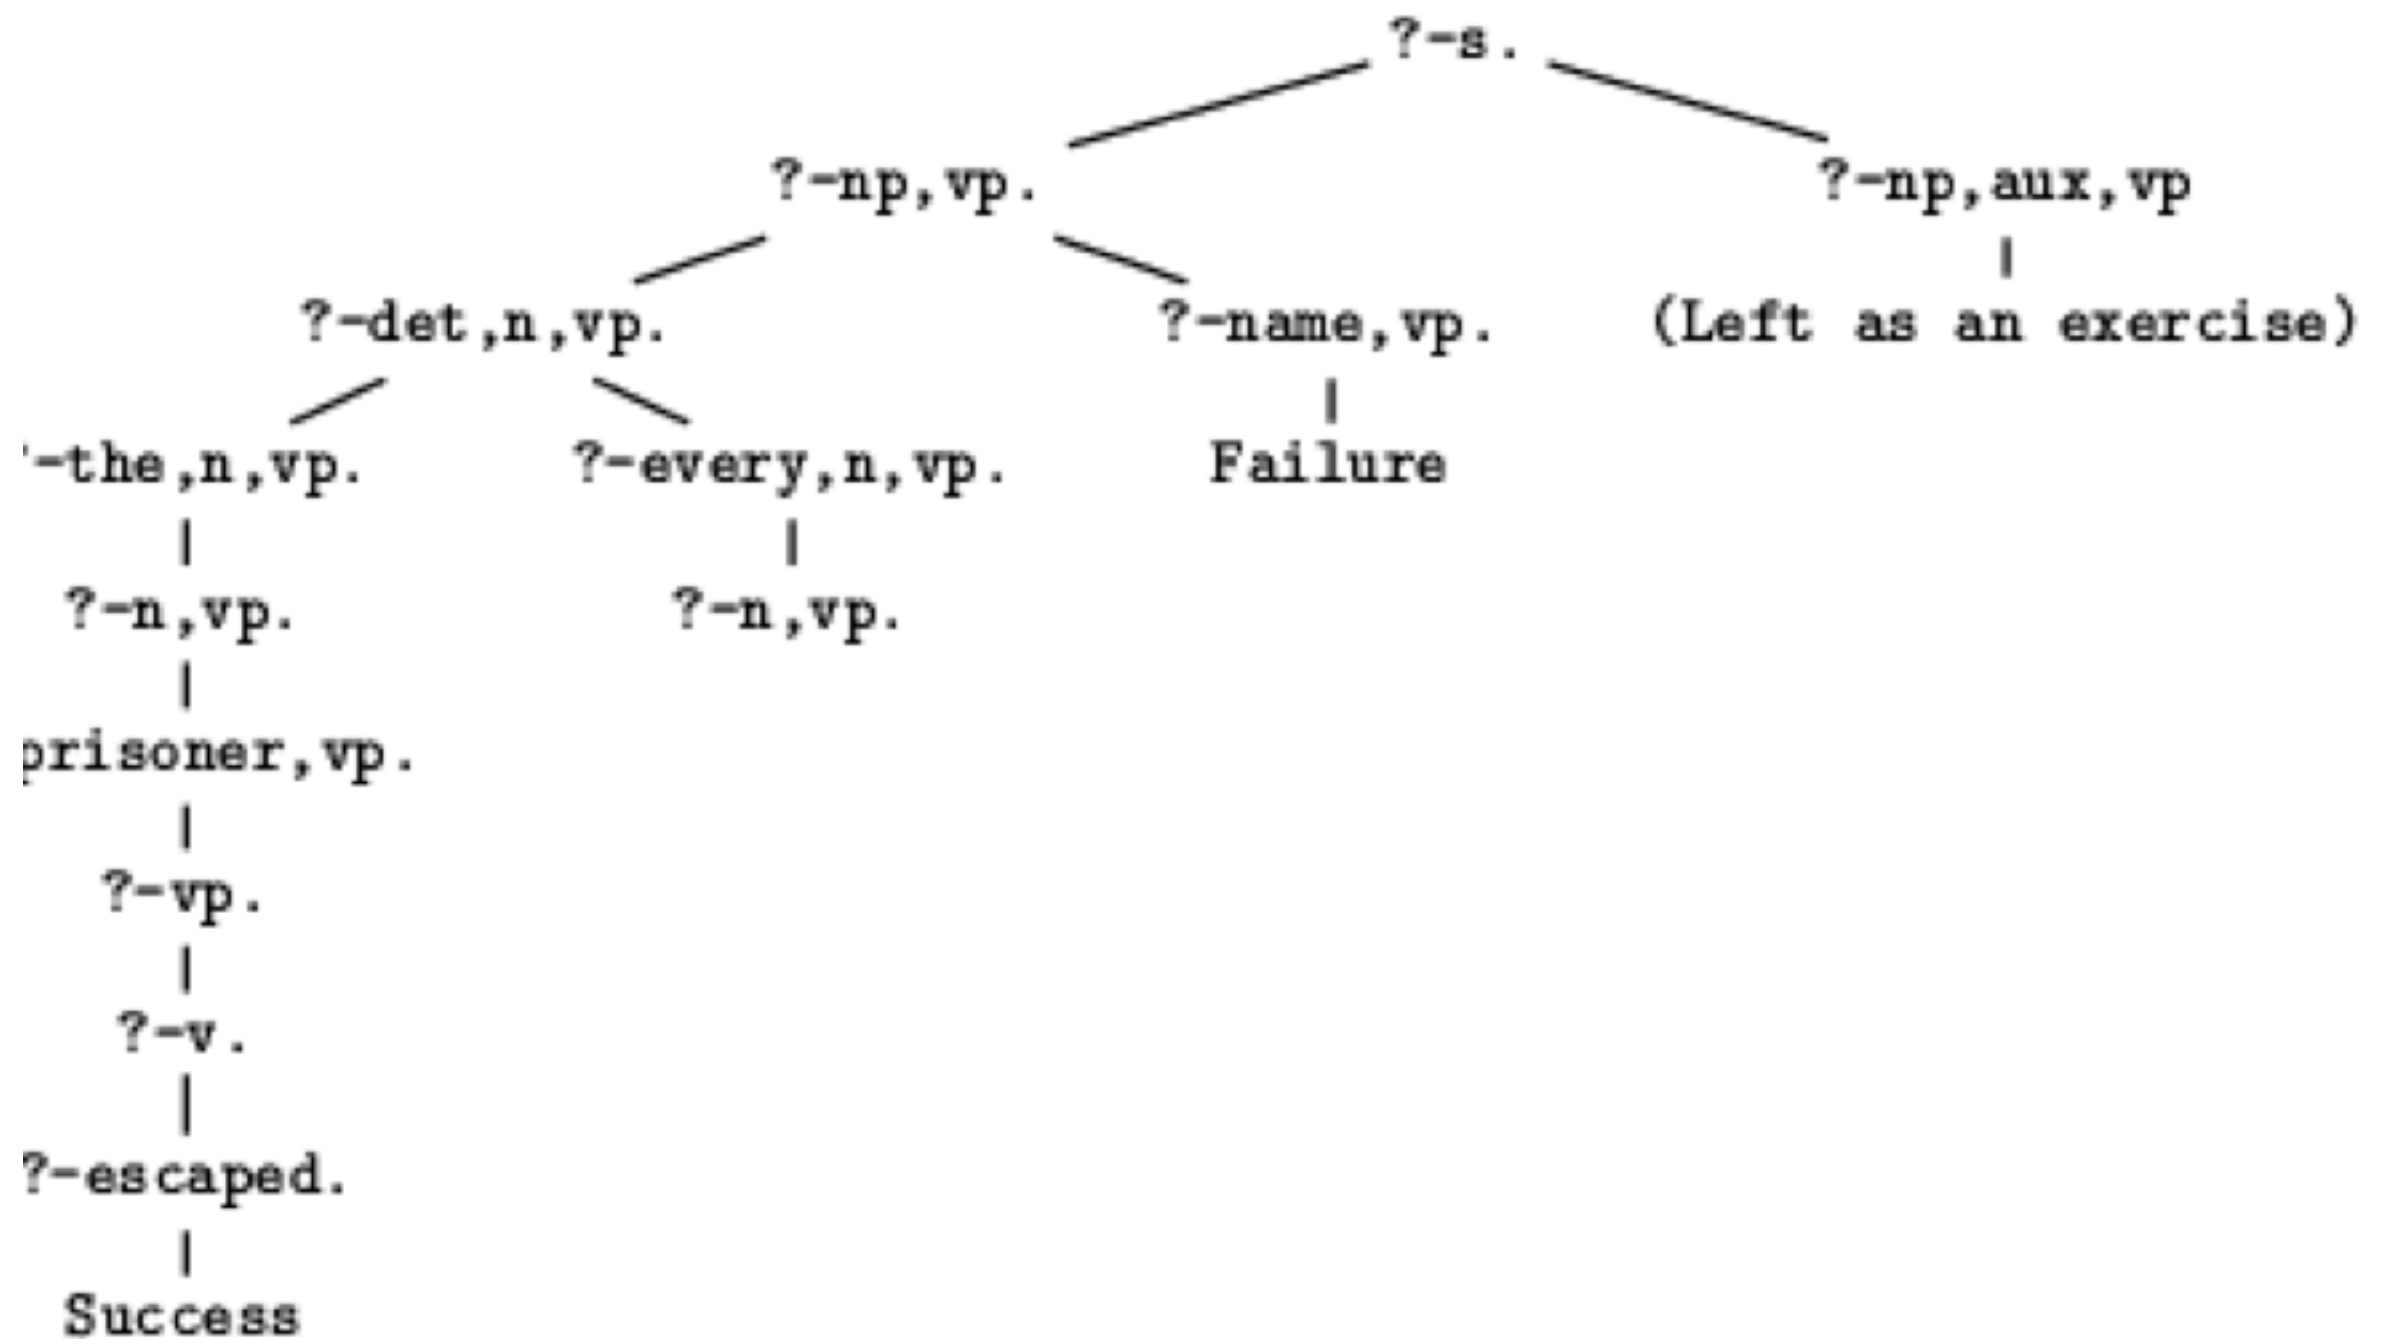 ?-s.
?-np,vp. ?-np,aux,vp
?-det,n,vp. ?-name,vp. (Left as an exercise)
-the,n,vp. ?-every,n,vp. Failure
?-n,vp. ?-n,vp.
prisoner,vp.
?-vp.
?-v.
?-escaped.
Success